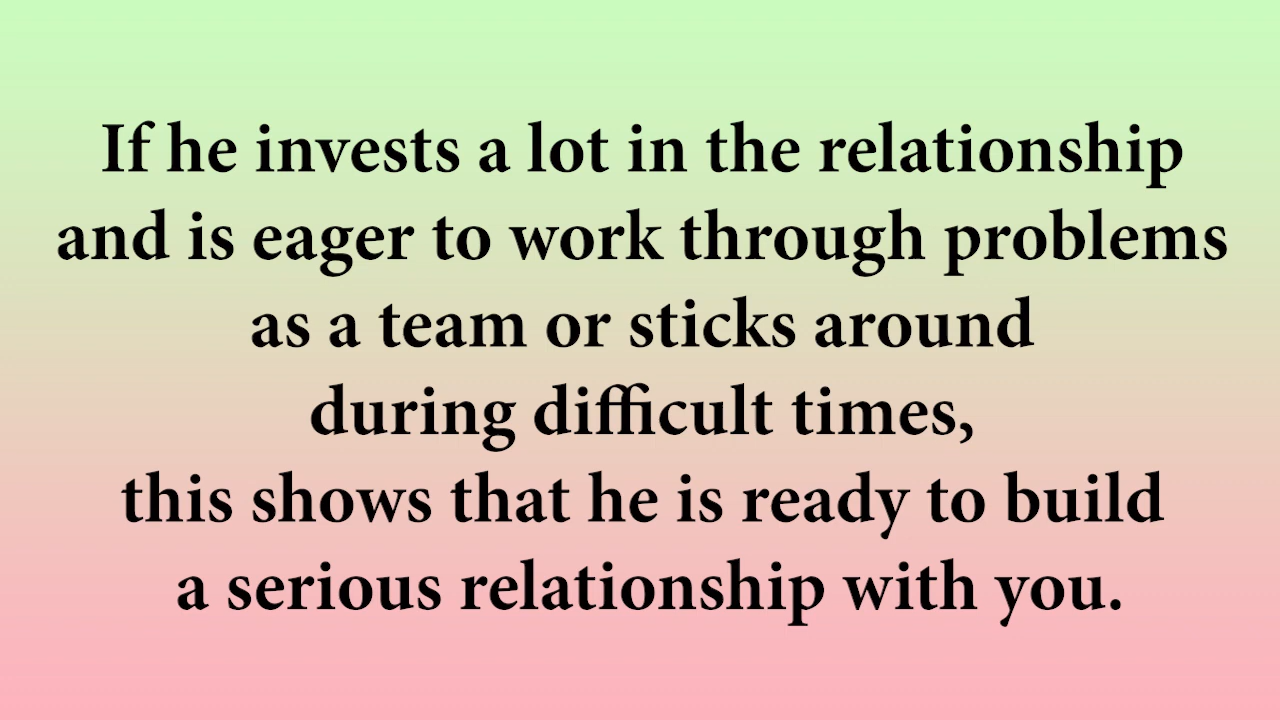 If he invests a lot in the relationship
and is eager to work through problems
as a team or sticks around
during difficult times,
this shows that he is ready to build
a serious relationship with you.